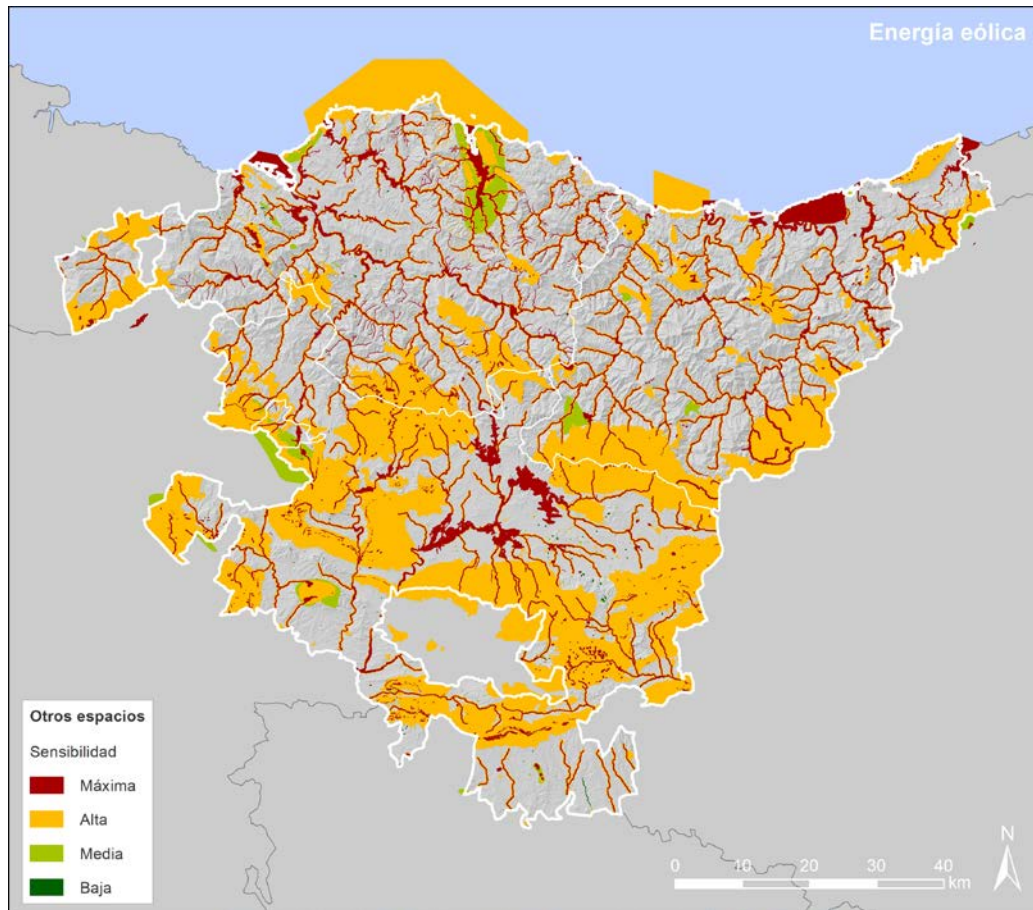 Energía eólica
Otros espacios
Sensibilidad
Máxima
Alta
Media
Baja
N
0 10 20 30 40
km